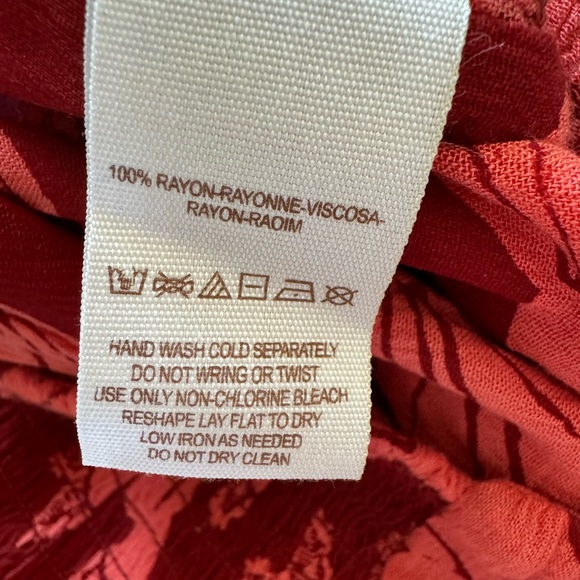 100% RAYON-RAYONNE-VISCOSA-
RAYON-RADIM
HAND WASH COLD SEPARATELY
DO NOT WRING OR TWIST
USE ONLY NON-CHLORINE BLEACH
RESHAPE LAY FLAT TO DRY
LOW IRON AS NEEDED
DO NOT DRY CLEAN